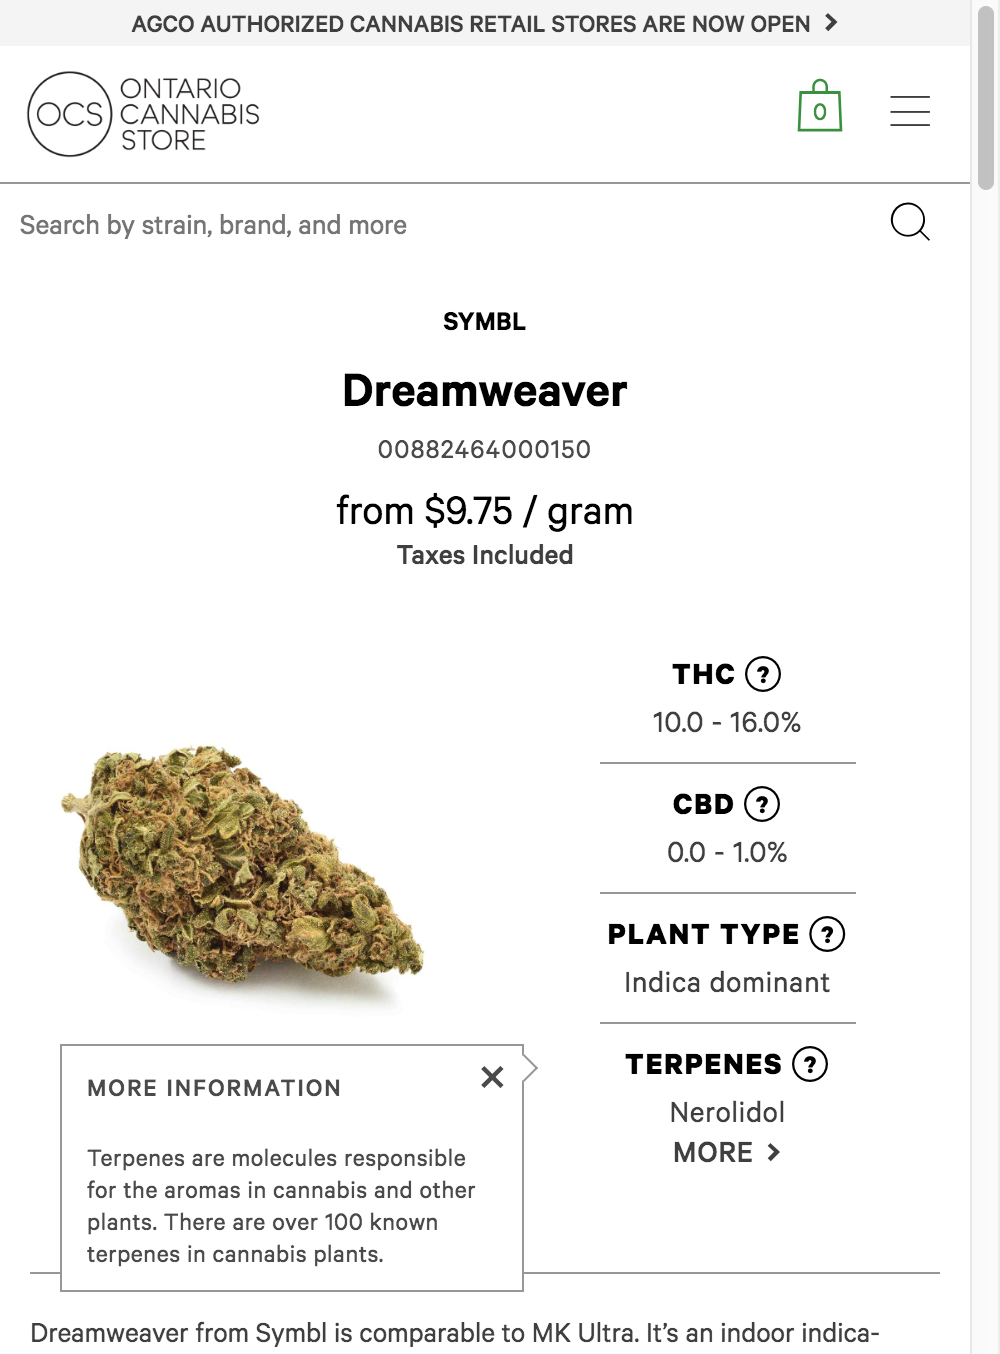 AGCO AUTHORIZED CANNABIS RETAIL STORES ARE NOW OPEN
OCS
ONTARIO
CANNABIS
STORE
0
Search by strain, brand, and more
SYMBL
Dreamweaver
00882464000150
from $9.75 / gram
Taxes Included
THC ?
10.0 - 16.0%
CBD ?
0.0 - 1.0%
PLANT TYPE ?
Indica dominant
TERPENES ?
Nerolidol
MORE >
MORE INFORMATION
Terpenes are molecules responsible
for the aromas in cannabis and other
plants. There are over 100 known
terpenes in cannabis plants.
Dreamweaver from Symbl is comparable to MK Ultra. It’s an indoor indica-